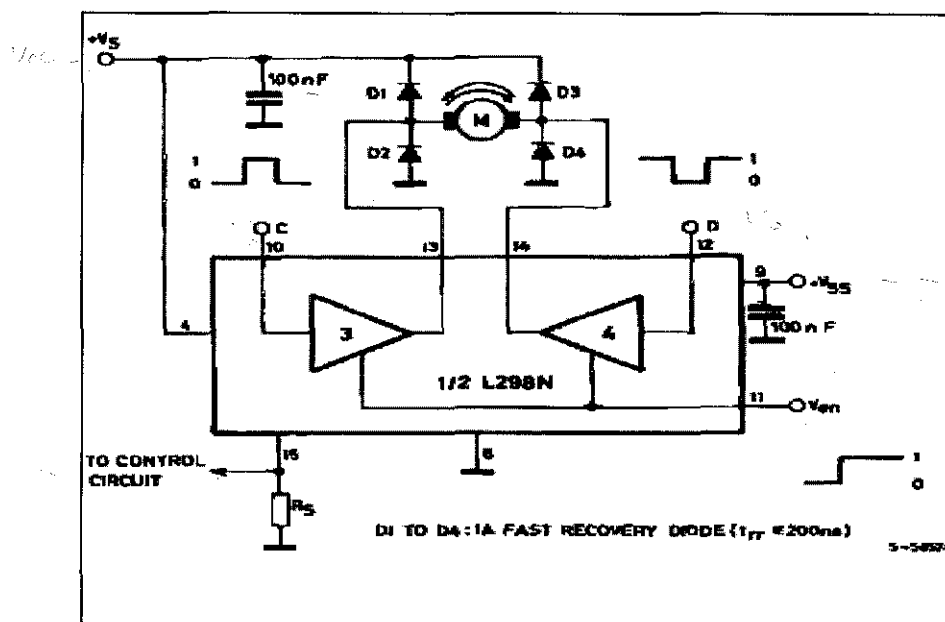 +VS
100nF
D1
D3
M
D2
D4
1
0
1
0
C
D
10
13
14
12
9
+VSS
100nF
4
3
4
1/2 L298N
11
Ven
15
8
TO CONTROL
CIRCUIT
RS
1
0
D1 TO D4 : 1A FAST RECOVERY DIODE (trr ≤ 200ns)